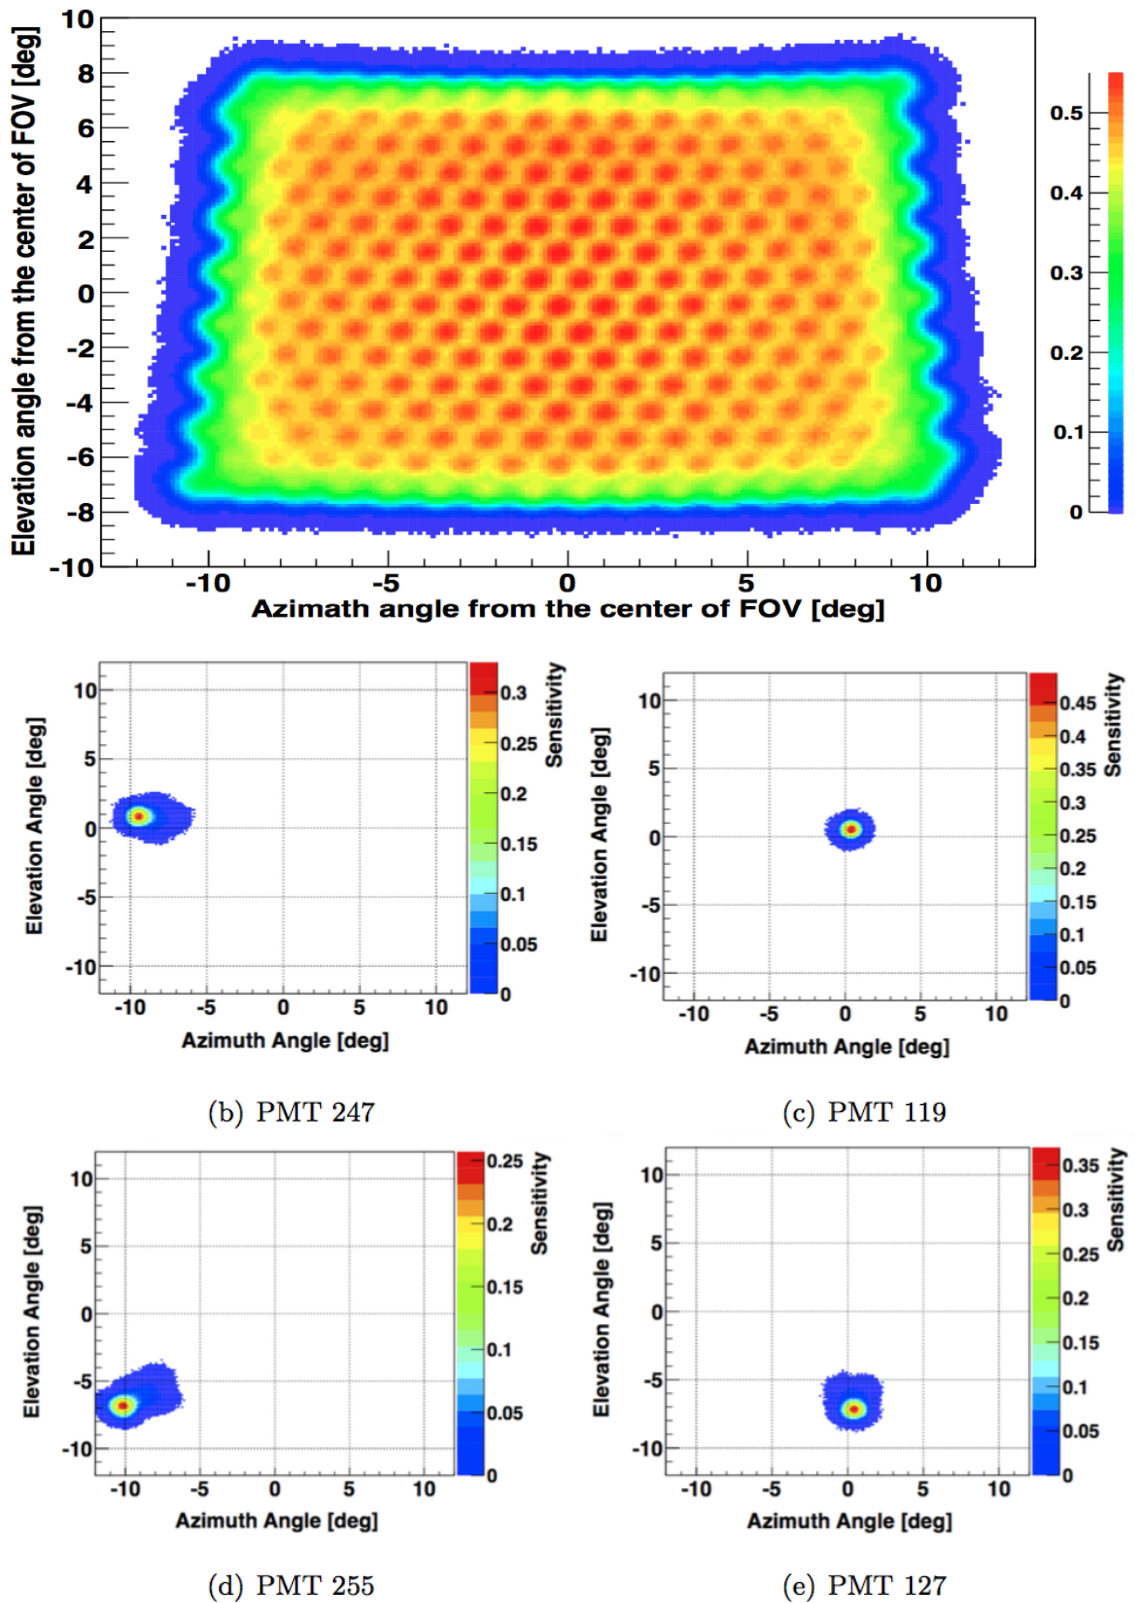 Elevation angle from the center of FOV [deg]
10
8
6
4
2
0
-2
-4
-6
-8
-10
-10 -5 0 5 10
Azimath angle from the center of FOV [deg]
0.5
0.4
0.3
0.2
0.1
0
Elevation Angle [deg]
10
5
0
-5
-10
-10 -5 0 5 10
Azimuth Angle [deg]
0.3
0.25
0.2
0.15
0.1
0.05
0
Sensitivity
(b) PMT 247
Elevation Angle [deg]
10
5
0
-5
-10
-10 -5 0 5 10
Azimuth Angle [deg]
0.45
0.4
0.35
0.3
0.25
0.2
0.15
0.1
0.05
0
Sensitivity
(c) PMT 119
Elevation Angle [deg]
10
5
0
-5
-10
-10 -5 0 5 10
Azimuth Angle [deg]
0.25
0.2
0.15
0.1
0.05
0
Sensitivity
(d) PMT 255
Elevation Angle [deg]
10
5
0
-5
-10
-10 -5 0 5 10
Azimuth Angle [deg]
0.35
0.3
0.25
0.2
0.15
0.1
0.05
0
Sensitivity
(e) PMT 127